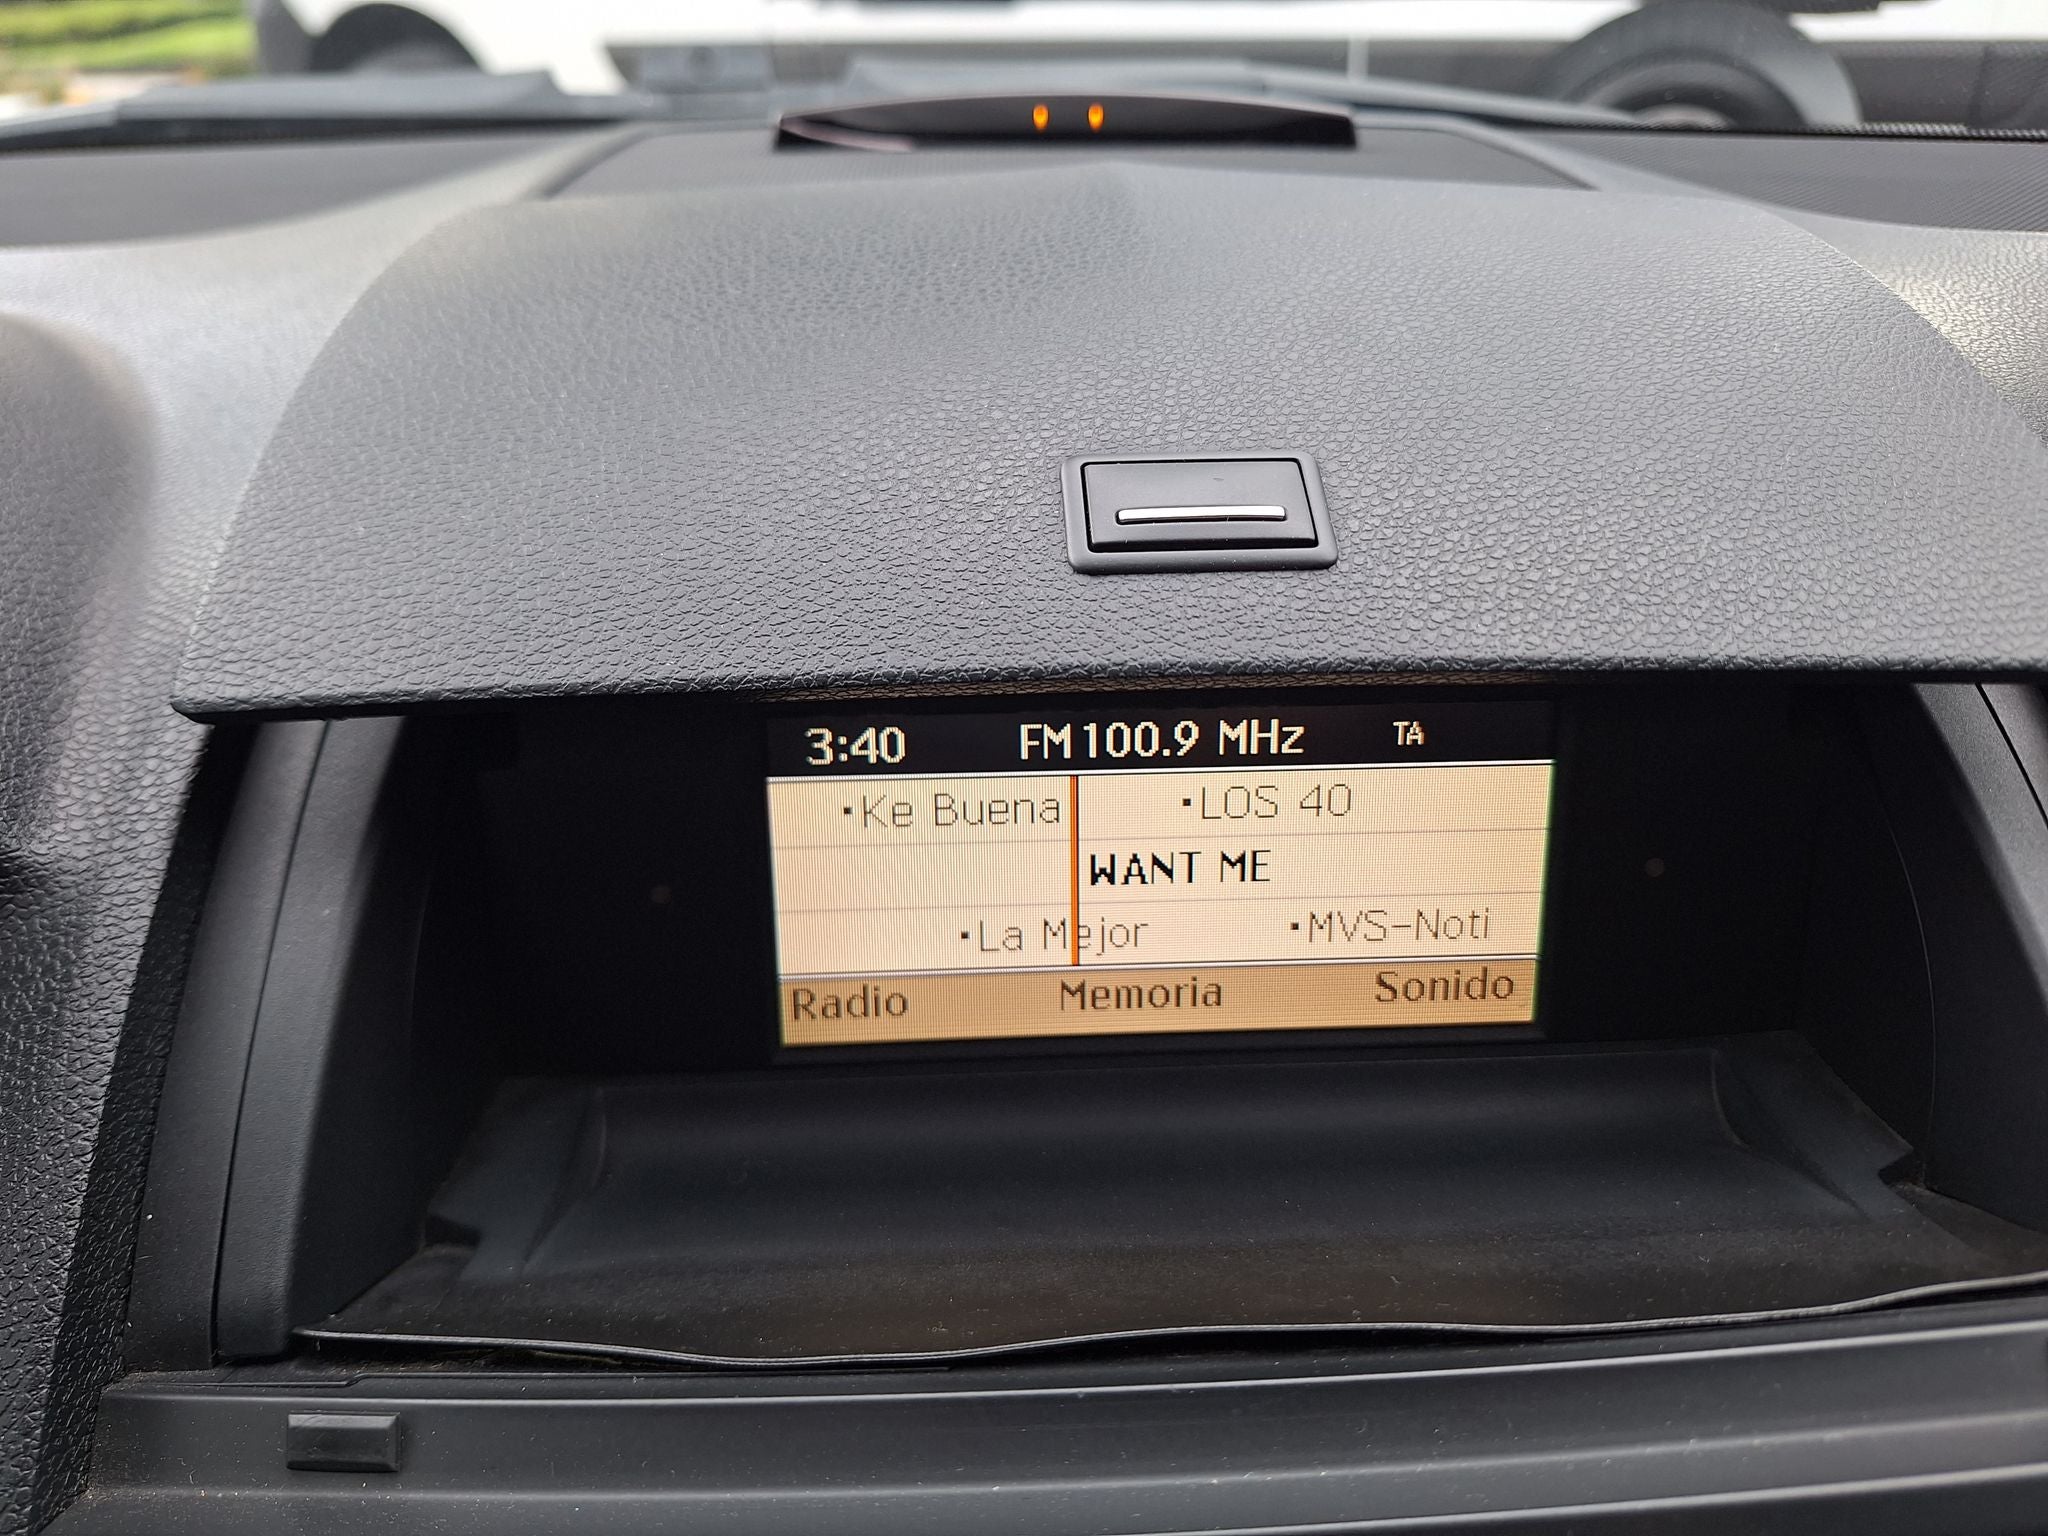 3:40 FM 100.9 MHz TA
·Ke Buena ·LOS 40
WANT ME
·La Mejor ·MVS-Noti
Radio Memoria Sonido